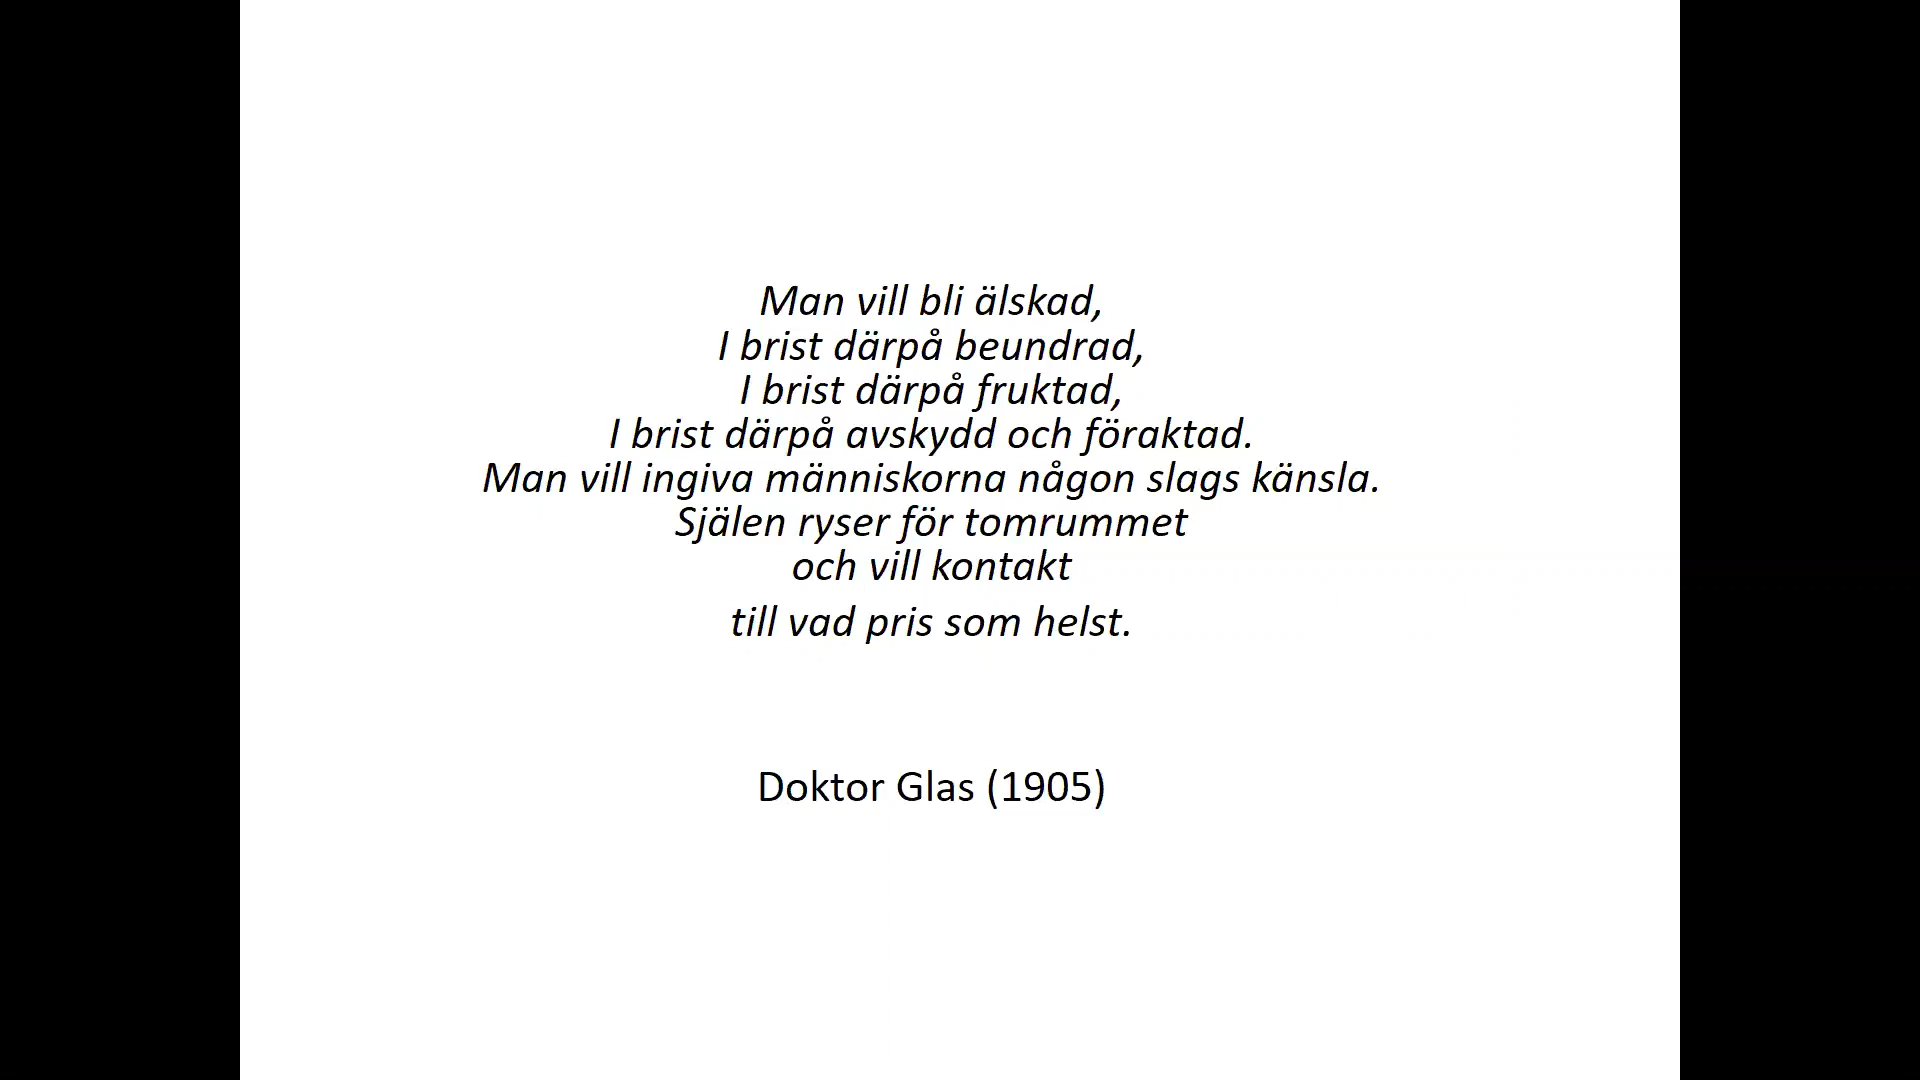 Man vill bli älskad,
I brist därpå beundrad,
I brist därpå fruktad,
I brist därpå avskydd och föraktad.
Man vill ingiva människorna någon slags känsla.
Själen ryser för tomrummet
och vill kontakt
till vad pris som helst.
Doktor Glas (1905)